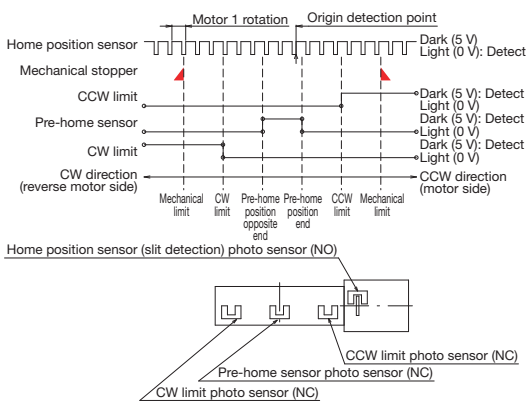 Motor 1 rotation
Origin detection point
Home position sensor
Dark (5 V)
Light (0 V): Detect
Mechanical stopper
CCW limit
Dark (5 V): Detect
Light (0 V)
Pre-home sensor
Dark (5 V): Detect
Light (0 V)
CW limit
Dark (5 V): Detect
Light (0 V)
CW direction
(reverse motor side)
CCW direction
(motor side)
Mechanical
limit
CW
limit
Pre-home
position
opposite
end
Pre-home
position
end
CCW
limit
Mechanical
limit
Home position sensor (slit detection) photo sensor (NO)
CCW limit photo sensor (NC)
Pre-home sensor photo sensor (NC)
CW limit photo sensor (NC)